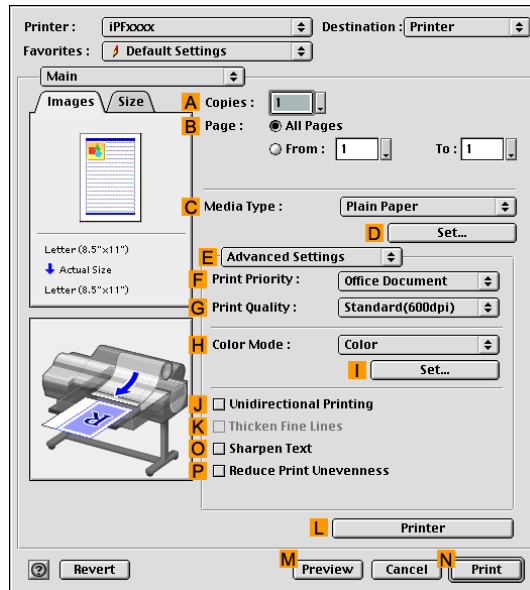 Printer : iPFxxxx Destination : Printer
Favorites : Default Settings
Main
Images Size
A Copies : 1
B Page : All Pages
From : 1 To : 1
C Media Type : Plain Paper
D Set...
Letter (8.5"x11")
Actual Size
Letter (8.5"x11")
E Advanced Settings
F Print Priority : Office Document
G Print Quality : Standard(600dpi)
H Color Mode : Color
I Set...
J Unidirectional Printing
K Thicken Fine Lines
O Sharpen Text
P Reduce Print Unevenness
R
L Printer
? Revert M Preview Cancel N Print